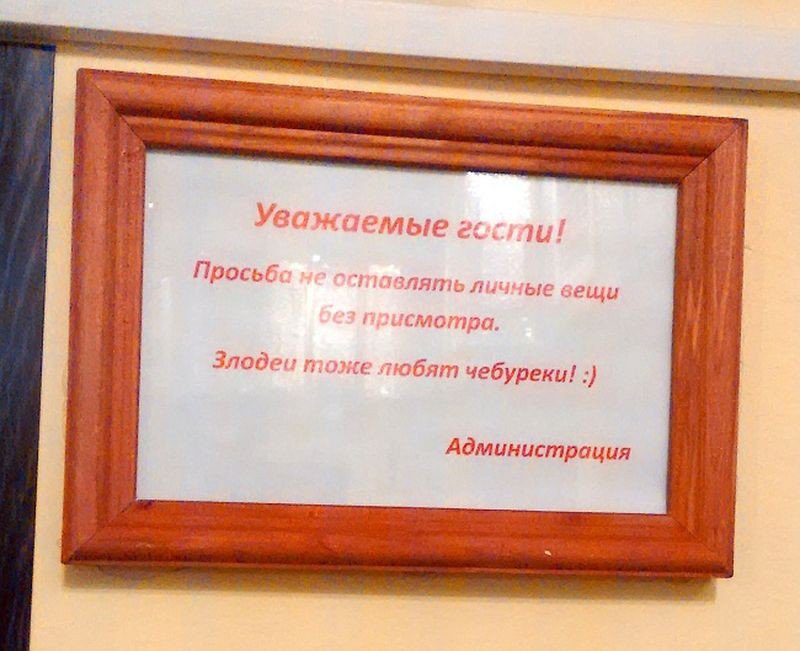 Уважаемые гости!
Просьба не оставлять личные вещи
без присмотра.
Злодеи тоже любят чебуреки! :)
Администрация